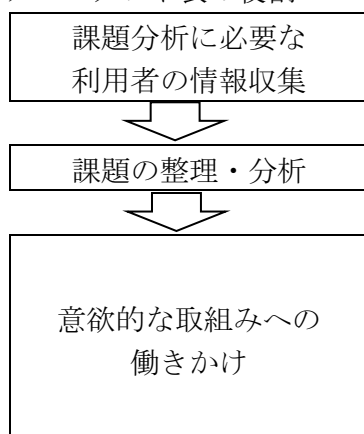 課題分析に必要な
利用者の情報収集
課題の整理・分析
意欲的な取組みへの
働きかけ